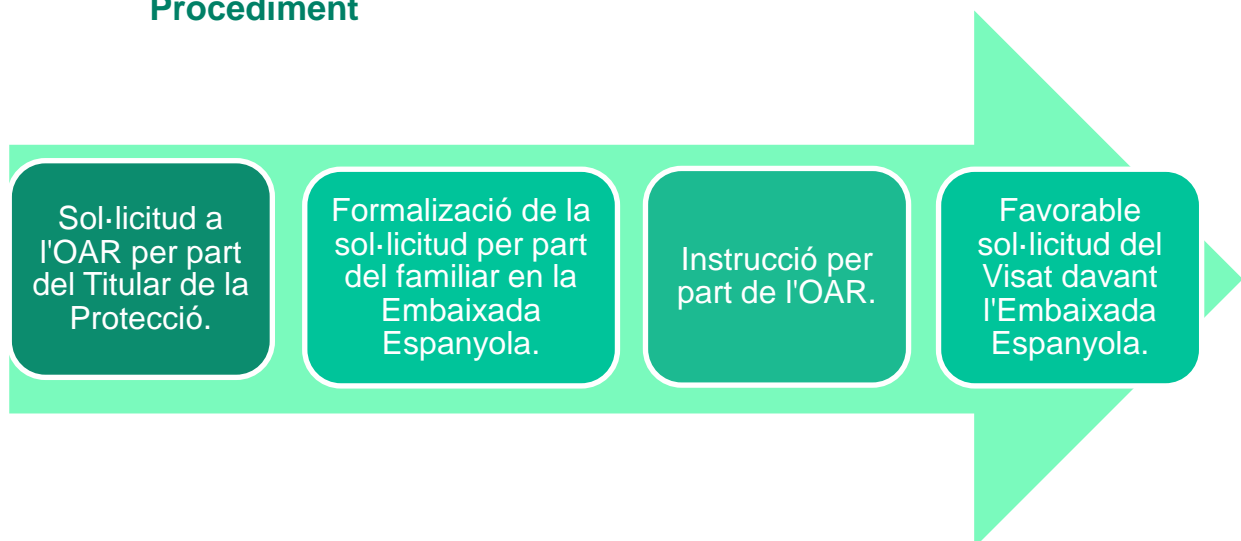 Procediment
Sol·licitud a
l'OAR per part
del Titular de la
Protecció.
Formalizació de la
sol·licitud per part
del familiar en la
Embaixada
Espanyola.
Instrucció per
part de l'OAR.
Favorable
sol·licitud del
Visat davant
l'Embaixada
Espanyola.